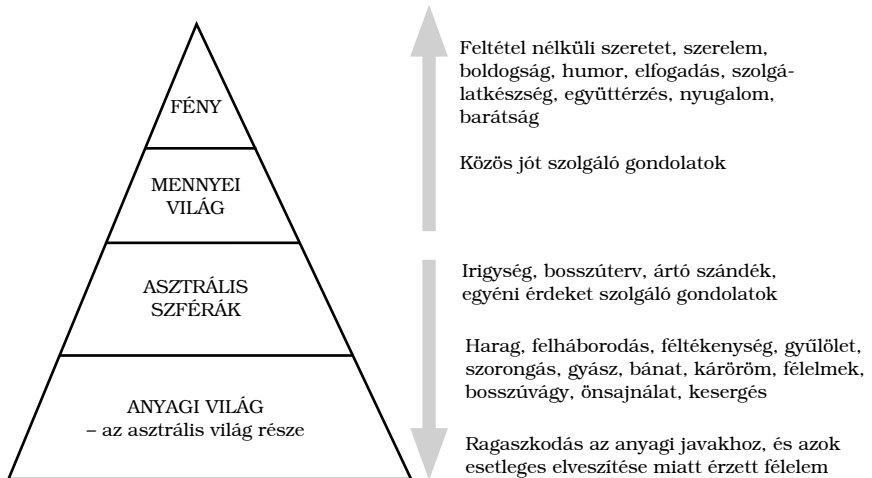 FÉNY
MENNYEI
VILÁG
ASZTRÁLIS
SZFÉRÁK
ANYAGI VILÁG
– az asztrális világ része
Feltétel nélküli szeretet, szerelem,
boldogság, humor, elfogadás, szolgá-
latkészség, együttérzés, nyugalom,
barátság
Közös jót szolgáló gondolatok
Irigység, bosszúterv, ártó szándék,
egyéni érdeket szolgáló gondolatok
Harag, felháborodás, féltékenység, gyűlölet,
szorongás, gyász, bánat, káröröm, félelmek,
bosszúvágy, önsajnálat, kesergés
Ragaszkodás az anyagi javakhoz, és azok
esetleges elveszítése miatt érzett félelem